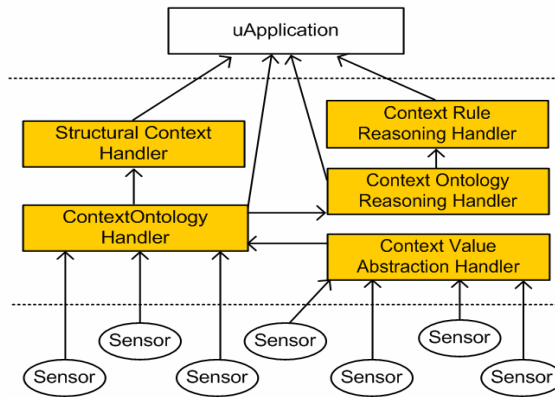 uApplication
Structural Context
Handler
Context Rule
Reasoning Handler
Context Ontology
Reasoning Handler
ContextOntology
Handler
Context Value
Abstraction Handler
Sensor
Sensor
Sensor
Sensor
Sensor
Sensor
Sensor